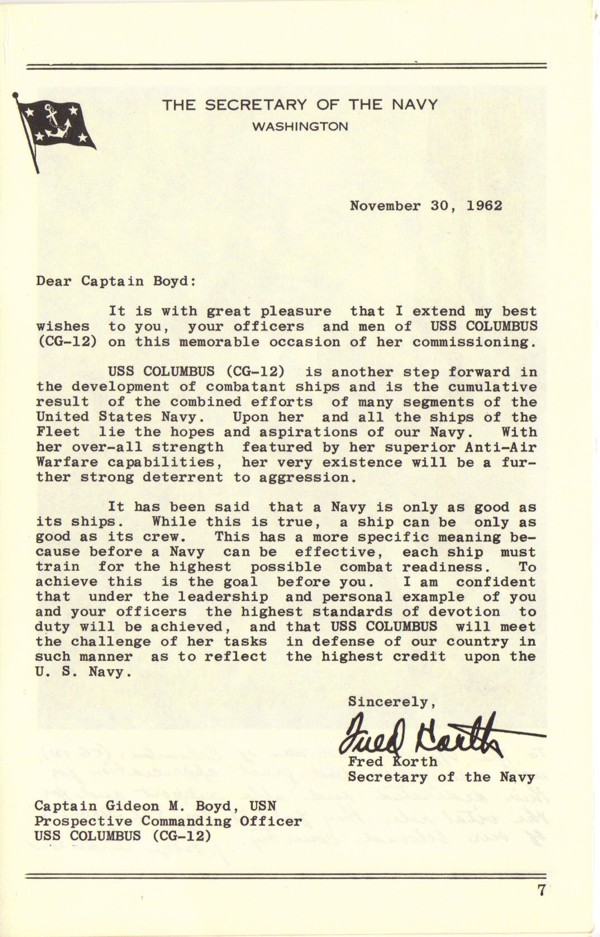 THE SECRETARY OF THE NAVY
WASHINGTON
November 30, 1962
Dear Captain Boyd:
It is with great pleasure that I extend my best
wishes to you, your officers and men of USS COLUMBUS
(CG-12) on this memorable occasion of her commissioning.
USS COLUMBUS (CG-12) is another step forward in
the development of combatant ships and is the cumulative
result of the combined efforts of many segments of the
United States Navy. Upon her and all the ships of the
Fleet lie the hopes and aspirations of our Navy. With
her over-all strength featured by her superior Anti-Air
Warfare capabilities, her very existence will be a fur-
ther strong deterrent to aggression.
It has been said that a Navy is only as good as
its ships. While this is true, a ship can be only as
good as its crew. This has a more specific meaning be-
cause before a Navy can be effective, each ship must
train for the highest possible combat readiness. To
achieve this is the goal before you. I am confident
that under the leadership and personal example of you
and your officers the highest standards of devotion to
duty will be achieved, and that USS COLUMBUS will meet
the challenge of her tasks in defense of our country in
such manner as to reflect the highest credit upon the
U. S. Navy.
Sincerely,
Fred Korth
Fred Korth
Secretary of the Navy
Captain Gideon M. Boyd, USN
Prospective Commanding Officer
USS COLUMBUS (CG-12)
7